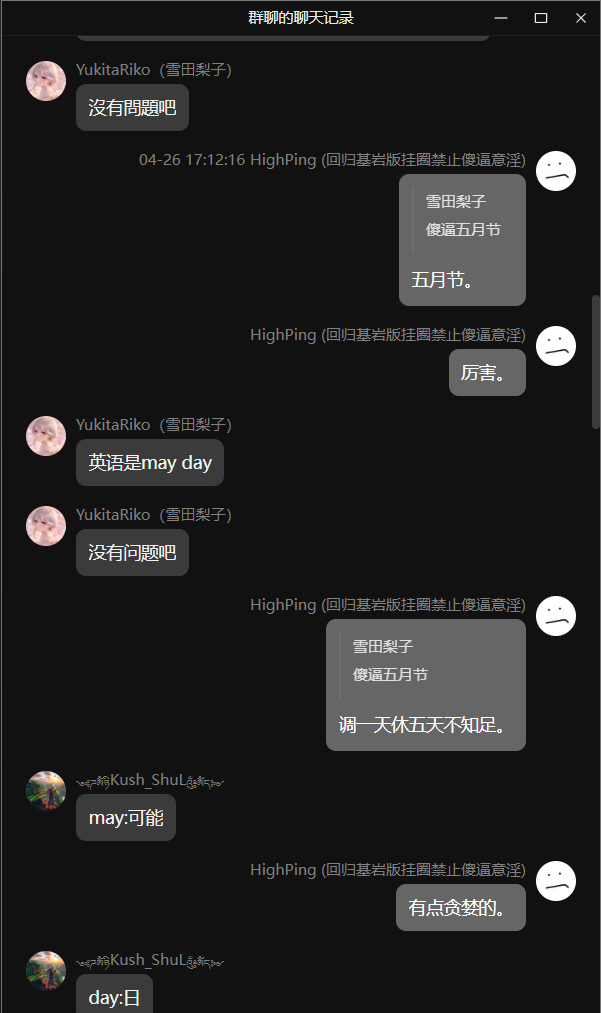 群聊的聊天记录
YukitaRiko（雪田梨子）
沒有問題吧
04-26 17:12:16 HighPing (回归基岩版挂圈禁止傻逼意淫)
雪田梨子
傻逼五月节
五月节。
HighPing (回归基岩版挂圈禁止傻逼意淫)
厉害。
YukitaRiko（雪田梨子）
英语是may day
YukitaRiko（雪田梨子）
没有问题吧
HighPing (回归基岩版挂圈禁止傻逼意淫)
雪田梨子
傻逼五月节
调一天休五天不知足。
Kush_ShuL
may:可能
HighPing (回归基岩版挂圈禁止傻逼意淫)
有点贪婪的。
Kush_ShuL
day:日